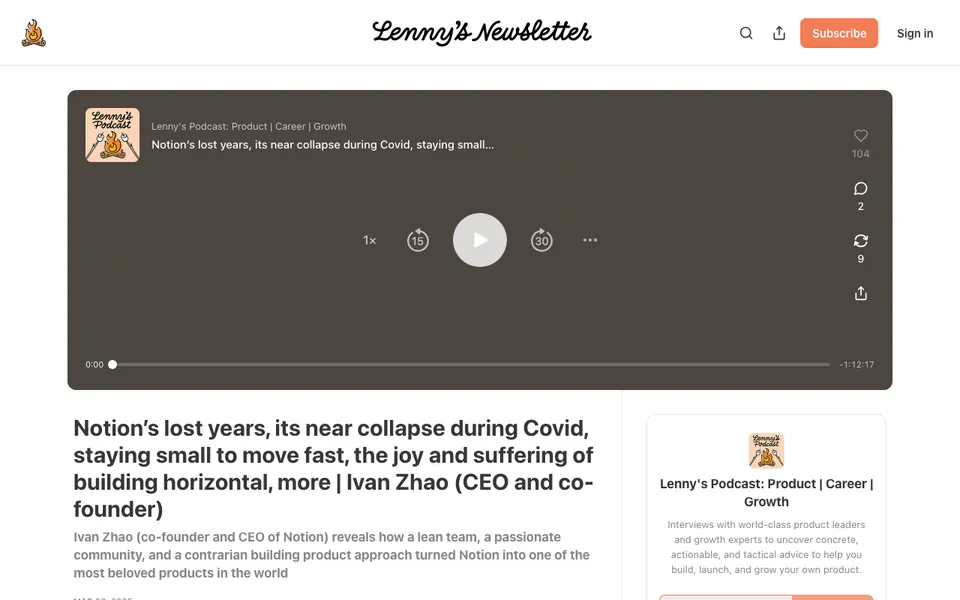 Lenny's Newsletter
Subscribe
Sign in
Lenny's Podcast
Lenny's Podcast: Product | Career | Growth
Notion's lost years, its near collapse during Covid, staying small...
104
2
9
1×
15
30
0:00
-1:12:17
Notion's lost years, its near collapse during Covid,
staying small to move fast, the joy and suffering of
building horizontal, more | Ivan Zhao (CEO and co-
founder)
Ivan Zhao (co-founder and CEO of Notion) reveals how a lean team, a passionate
community, and a contrarian building product approach turned Notion into one of the
most beloved products in the world
Lenny's Podcast
Lenny's Podcast: Product | Career |
Growth
Interviews with world-class product leaders
and growth experts to uncover concrete,
actionable, and tactical advice to help you
build, launch, and grow your own product.